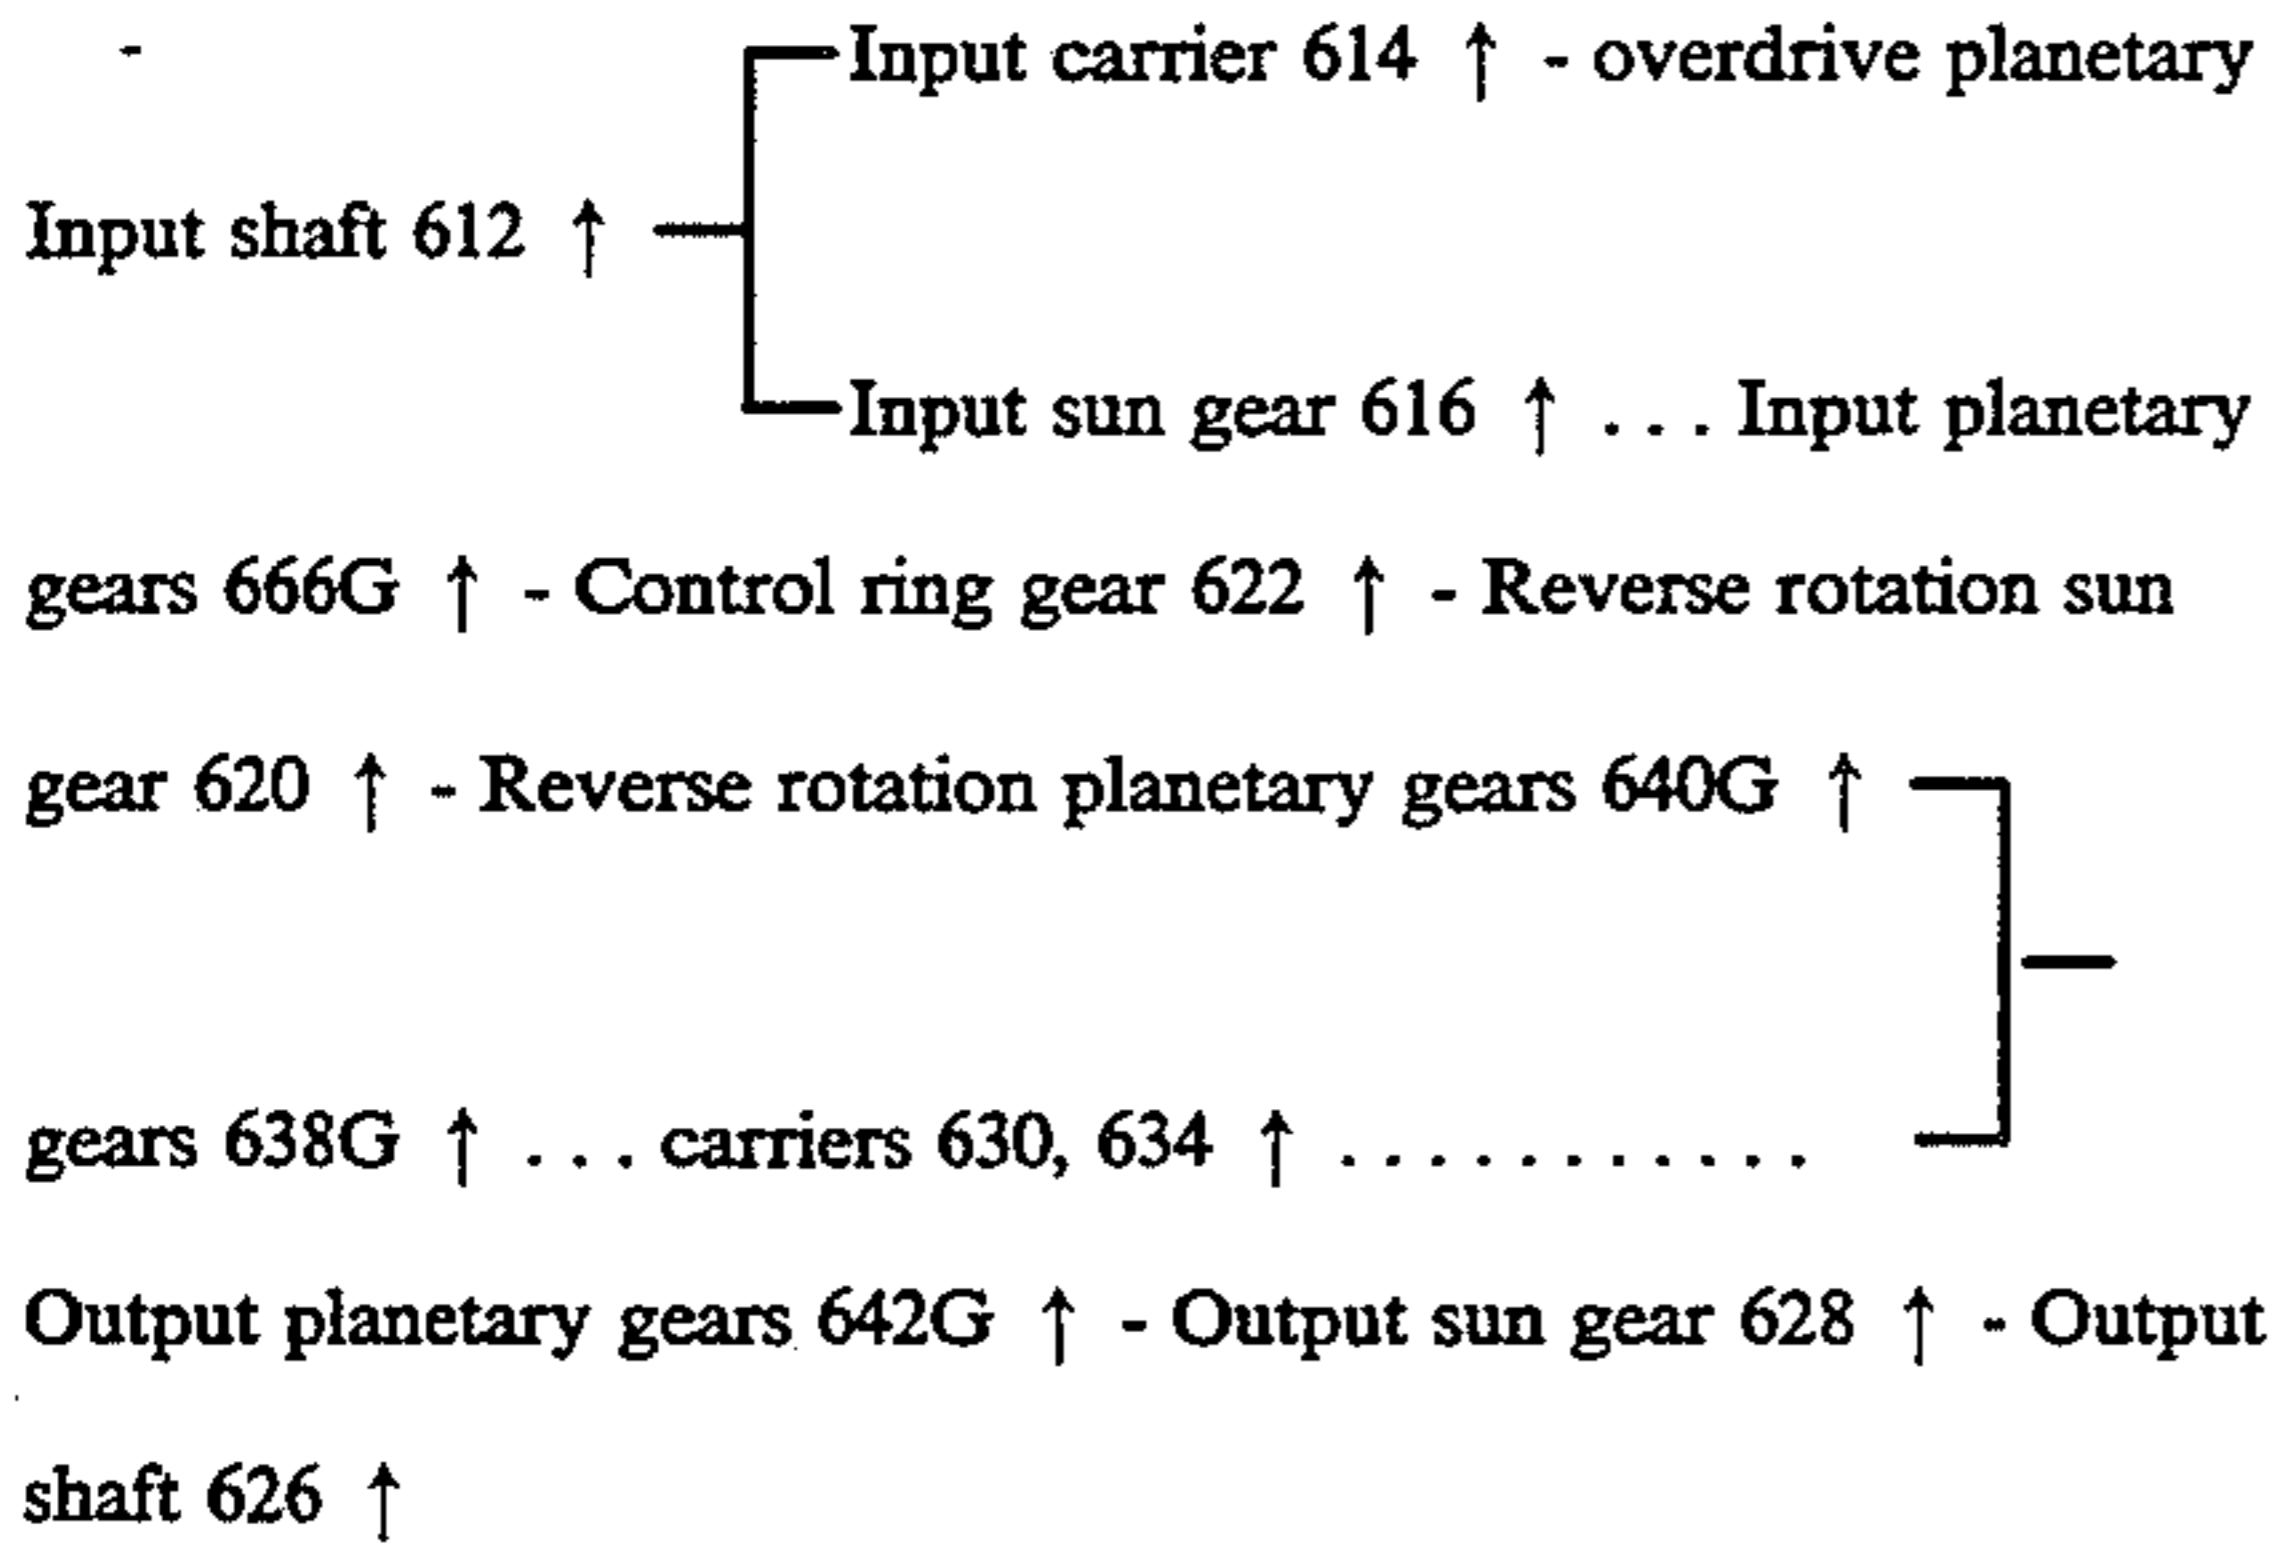 Input carrier 614 ↑ - overdrive planetary
Input shaft 612 ↑
Input sun gear 616 ↑ . . . Input planetary
gears 666G ↑ - Control ring gear 622 ↑ - Reverse rotation sun
gear 620 ↑ - Reverse rotation planetary gears 640G ↑
gears 638G ↑ . . . carriers 630, 634 ↑ . . . . . . . . . . .
Output planetary gears 642G ↑ - Output sun gear 628 ↑ - Output
shaft 626 ↑